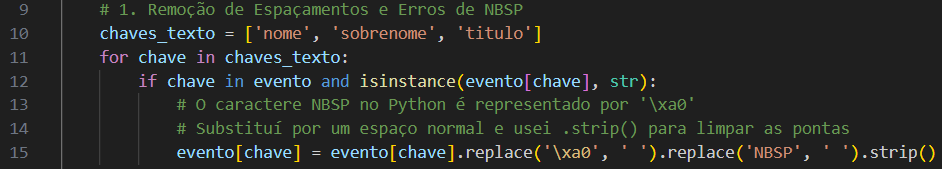 9 # 1. Remoção de Espaçamentos e Erros de NBSP
10 chaves_texto = ['nome', 'sobrenome', 'titulo']
11 for chave in chaves_texto:
12 if chave in evento and isinstance(evento[chave], str):
13 # O caractere NBSP no Python é representado por '\xa0'
14 # Substituí por um espaço normal e usei .strip() para limpar as pontas
15 evento[chave] = evento[chave].replace('\xa0', ' ').replace('NBSP', ' ').strip()